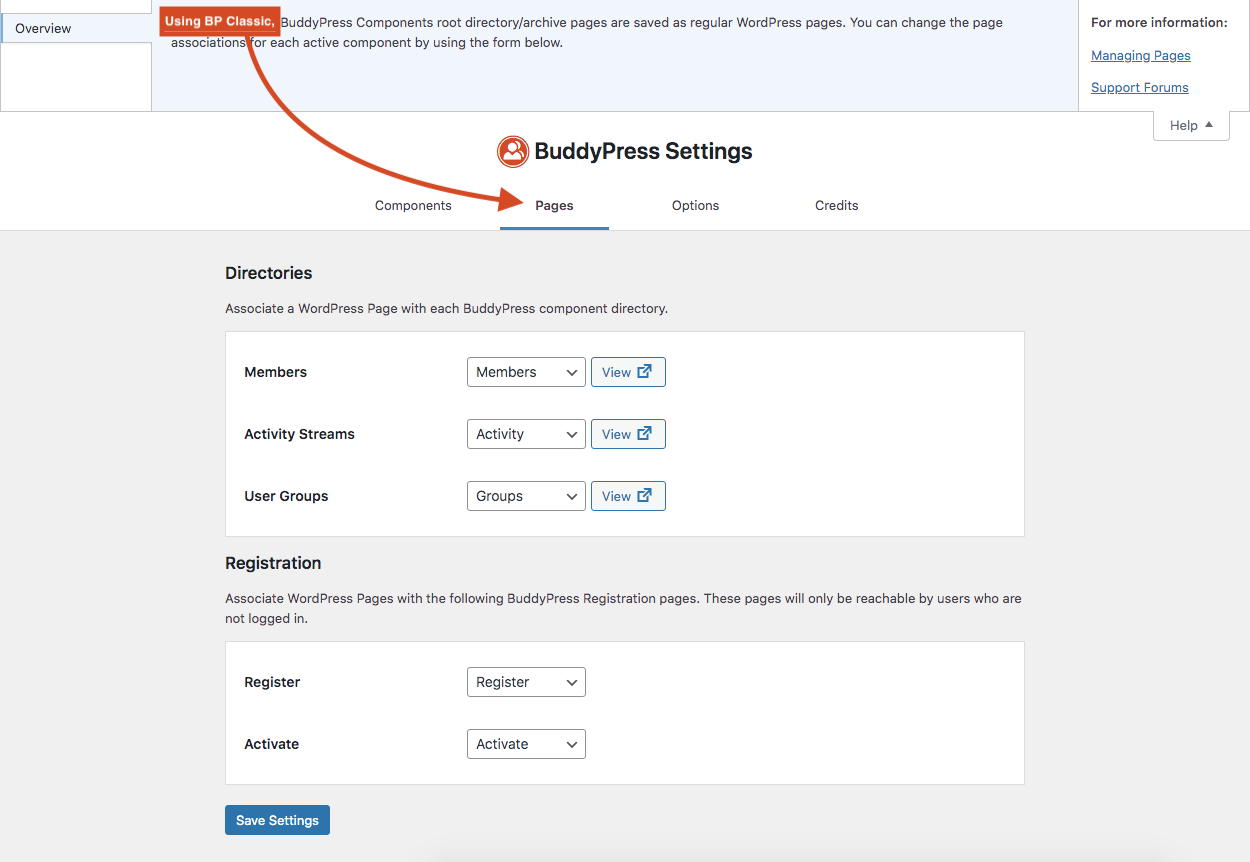 Overview
Using BP Classic, BuddyPress Components root directory/archive pages are saved as regular WordPress pages. You can change the page
associations for each active component by using the form below.
For more information:
Managing Pages
Support Forums
Help
BuddyPress Settings
Components Pages Options Credits
Directories
Associate a WordPress Page with each BuddyPress component directory.
Members Members View
Activity Streams Activity View
User Groups Groups View
Registration
Associate WordPress Pages with the following BuddyPress Registration pages. These pages will only be reachable by users who are
not logged in.
Register Register
Activate Activate
Save Settings